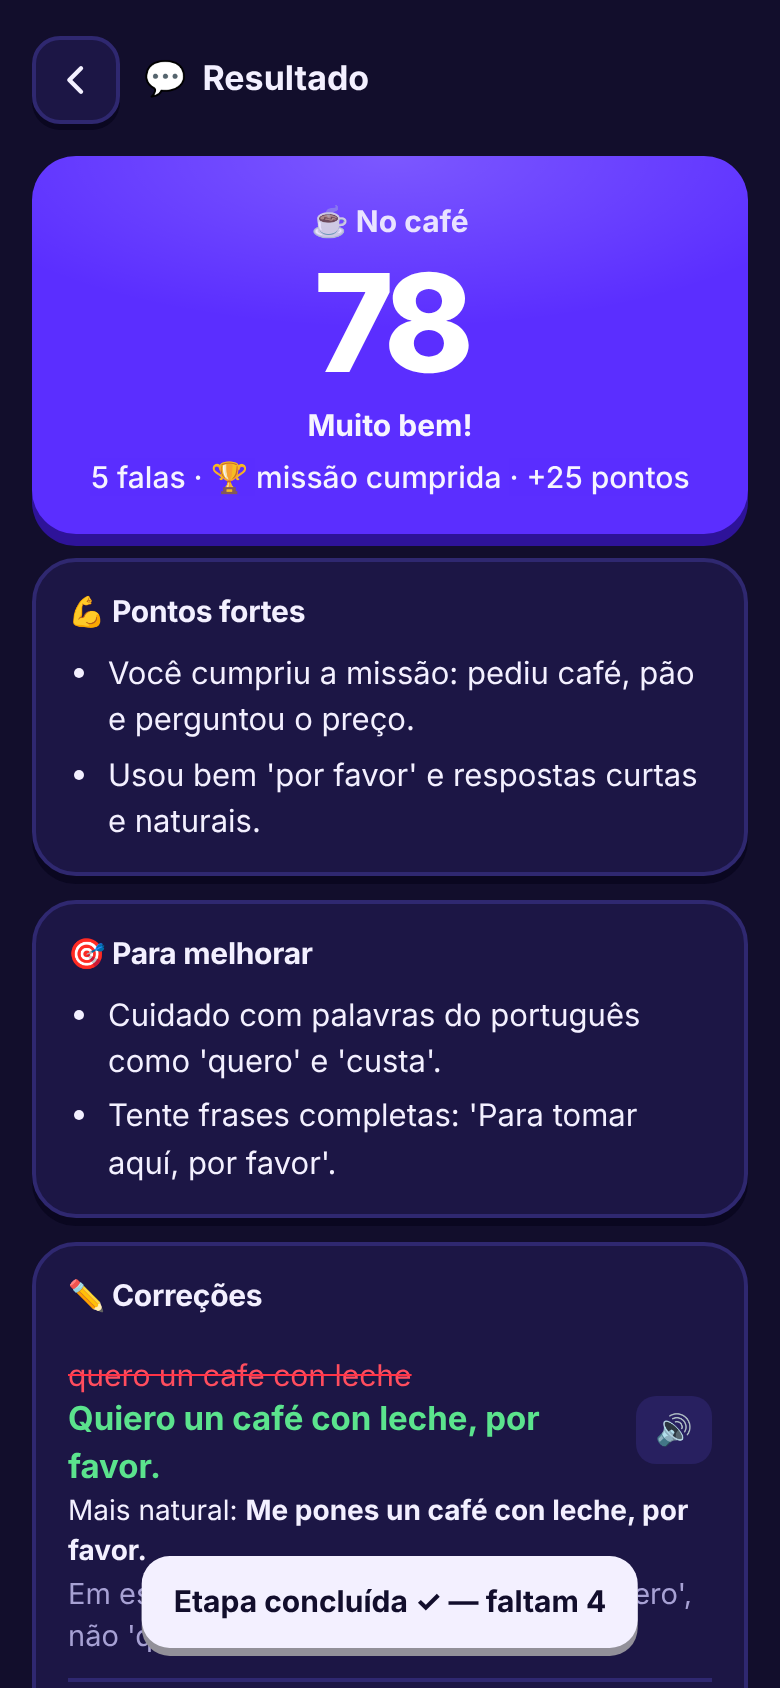 Resultado
No café
78
Muito bem!
5 falas · 🏆 missão cumprida · +25 pontos
💪 Pontos fortes
• Você cumpriu a missão: pediu café, pão
e perguntou o preço.
• Usou bem 'por favor' e respostas curtas
e naturais.
🎯 Para melhorar
• Cuidado com palavras do português
como 'quero' e 'custa'.
• Tente frases completas: 'Para tomar
aquí, por favor'.
✏️ Correções
quero un cafe con leche
Quiero un café con leche, por
favor.
Mais natural: Me pones un café con leche, por
favor.
Em
não
Etapa concluída ✓ — faltam 4